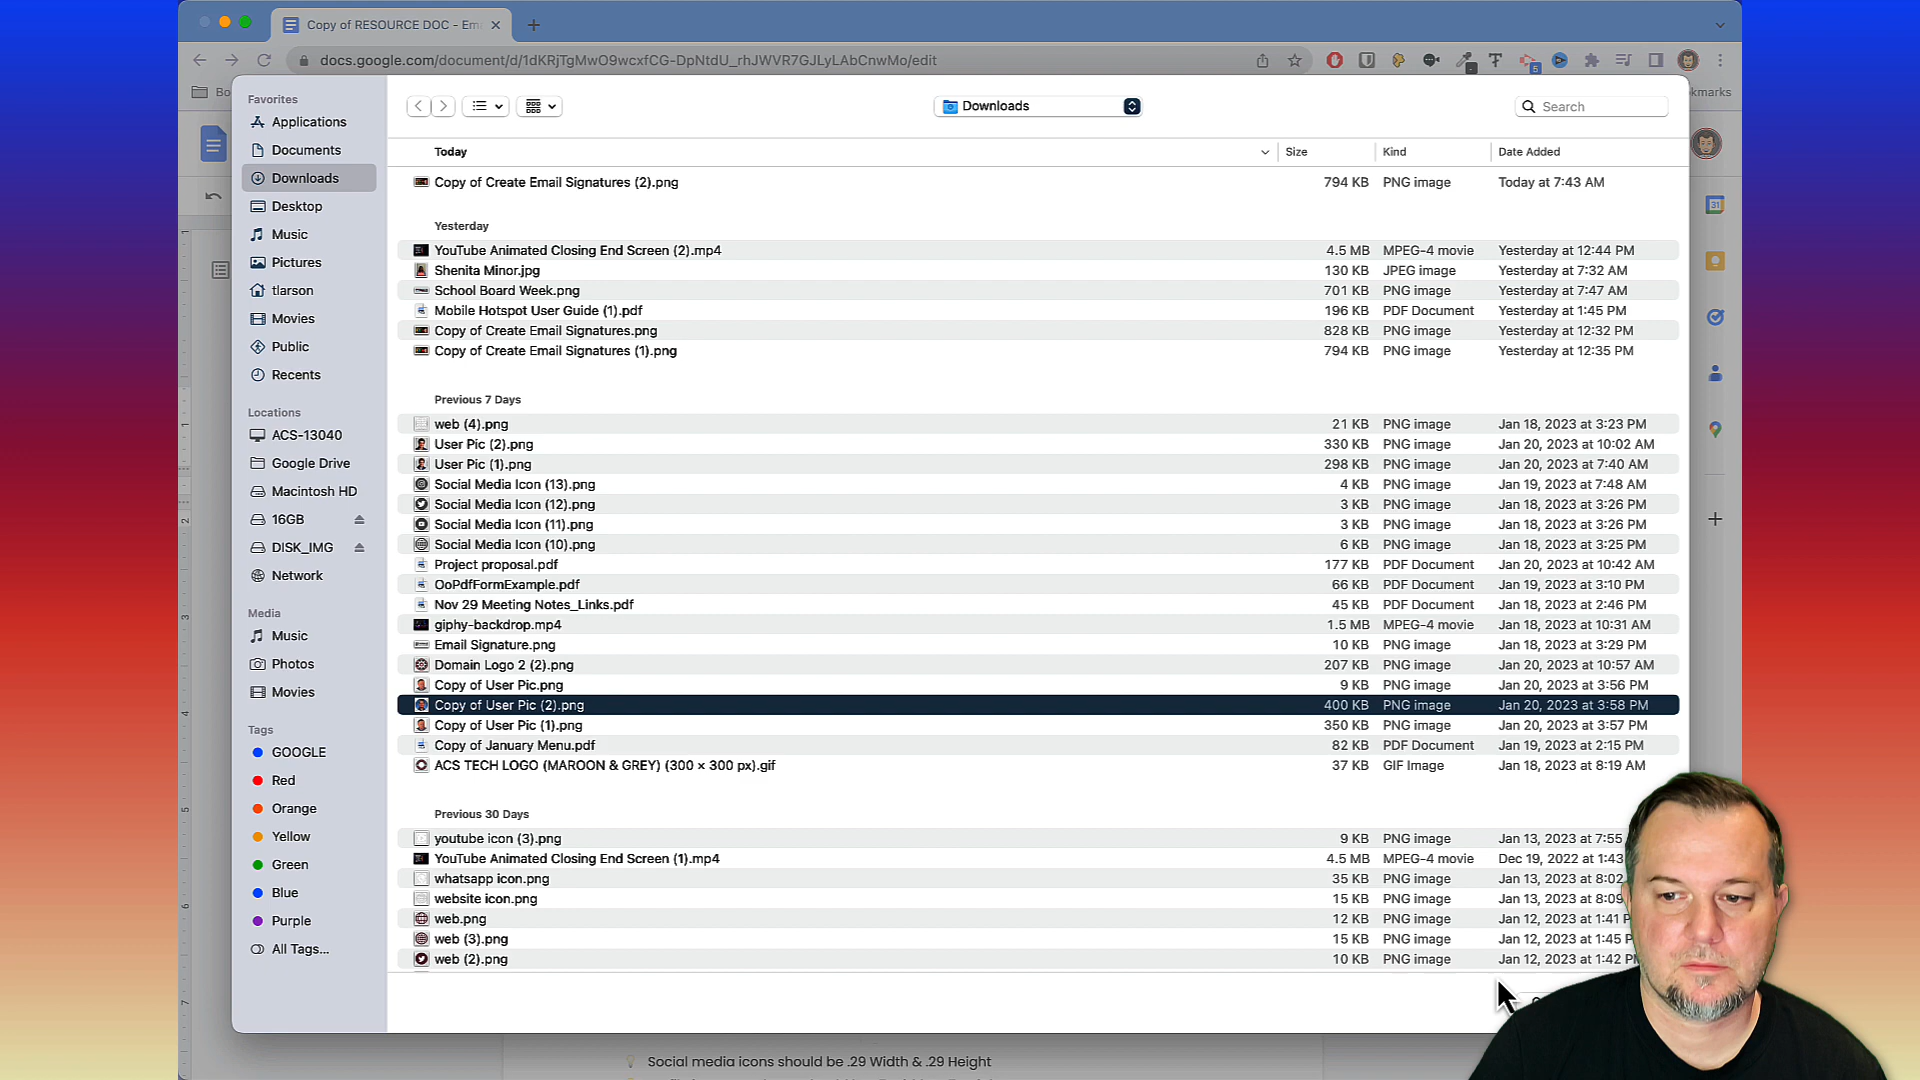 Copy of RESOURCE DOC - Em
docs.google.com/document/d/1dKRjTgMwO9wcxfCG-DpNtdU_rhJWVR7GJLyLAbCnwMo/edit
Bo
kmarks
Favorites
Applications
Documents
Downloads
Desktop
Music
Pictures
tlarson
Movies
Public
Recents
Locations
ACS-13040
Google Drive
Macintosh HD
16GB
DISK_IMG
Network
Media
Music
Photos
Movies
Tags
GOOGLE
Red
Orange
Yellow
Green
Blue
Purple
All Tags...
Downloads
Search
Today Size Kind Date Added
Copy of Create Email Signatures (2).png 794 KB PNG image Today at 7:43 AM
Yesterday
YouTube Animated Closing End Screen (2).mp4 4.5 MB MPEG-4 movie Yesterday at 12:44 PM
Shenita Minor.jpg 130 KB JPEG image Yesterday at 7:32 AM
School Board Week.png 701 KB PNG image Yesterday at 7:47 AM
Mobile Hotspot User Guide (1).pdf 196 KB PDF Document Yesterday at 1:45 PM
Copy of Create Email Signatures.png 828 KB PNG image Yesterday at 12:32 PM
Copy of Create Email Signatures (1).png 794 KB PNG image Yesterday at 12:35 PM
Previous 7 Days
web (4).png 21 KB PNG image Jan 18, 2023 at 3:23 PM
User Pic (2).png 330 KB PNG image Jan 20, 2023 at 10:02 AM
User Pic (1).png 298 KB PNG image Jan 20, 2023 at 7:40 AM
Social Media Icon (13).png 4 KB PNG image Jan 19, 2023 at 7:48 AM
Social Media Icon (12).png 3 KB PNG image Jan 18, 2023 at 3:26 PM
Social Media Icon (11).png 3 KB PNG image Jan 18, 2023 at 3:26 PM
Social Media Icon (10).png 6 KB PNG image Jan 18, 2023 at 3:25 PM
Project proposal.pdf 177 KB PDF Document Jan 20, 2023 at 10:42 AM
OoPdfFormExample.pdf 66 KB PDF Document Jan 19, 2023 at 3:10 PM
Nov 29 Meeting Notes_Links.pdf 45 KB PDF Document Jan 18, 2023 at 2:46 PM
giphy-backdrop.mp4 1.5 MB MPEG-4 movie Jan 18, 2023 at 10:31 AM
Email Signature.png 10 KB PNG image Jan 18, 2023 at 3:29 PM
Domain Logo 2 (2).png 207 KB PNG image Jan 20, 2023 at 10:57 AM
Copy of User Pic.png 9 KB PNG image Jan 20, 2023 at 3:56 PM
Copy of User Pic (2).png 400 KB PNG image Jan 20, 2023 at 3:58 PM
Copy of User Pic (1).png 350 KB PNG image Jan 20, 2023 at 3:57 PM
Copy of January Menu.pdf 82 KB PDF Document Jan 19, 2023 at 2:15 PM
ACS TECH LOGO (MAROON & GREY) (300 × 300 px).gif 37 KB GIF Image Jan 18, 2023 at 8:19 AM
Previous 30 Days
youtube icon (3).png 9 KB PNG image Jan 13, 2023 at 7:55
YouTube Animated Closing End Screen (1).mp4 4.5 MB MPEG-4 movie Dec 19, 2022 at 1:43
whatsapp icon.png 35 KB PNG image Jan 13, 2023 at 8:02
website icon.png 15 KB PNG image Jan 13, 2023 at 8:09
web.png 12 KB PNG image Jan 12, 2023 at 1:41 P
web (3).png 15 KB PNG image Jan 12, 2023 at 1:45 P
web (2).png 10 KB PNG image Jan 12, 2023 at 1:42 P
Social media icons should be .29 Width & .29 Height